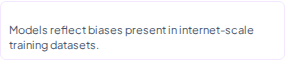 Models reflect biases present in internet-scale
training datasets.